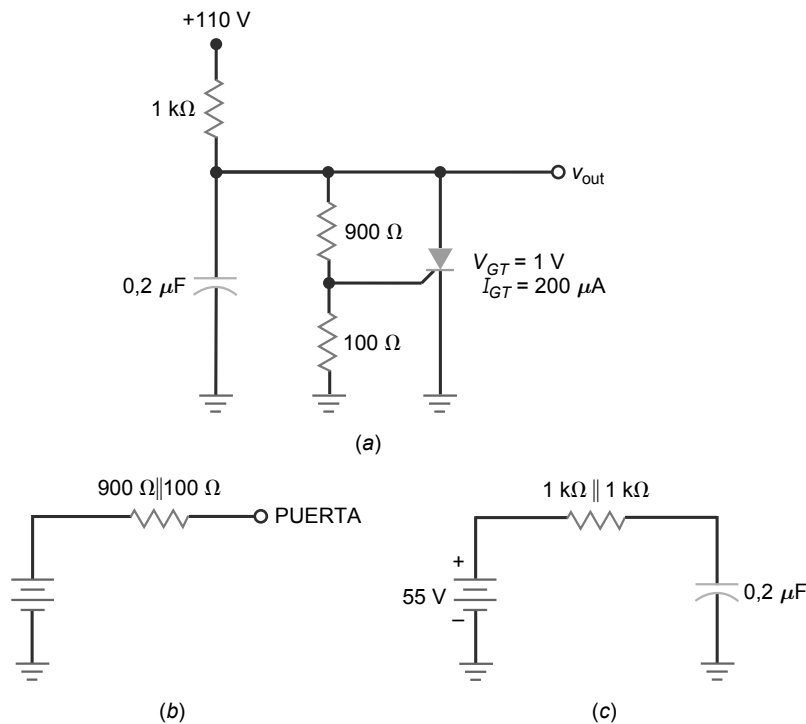 +110 V
1 kΩ
v_out
900 Ω
V_GT = 1 V
I_GT = 200 μA
0,2 μF
100 Ω
(a)
900 Ω||100 Ω
PUERTA
(b)
1 kΩ || 1 kΩ
+
55 V
–
0,2 μF
(c)